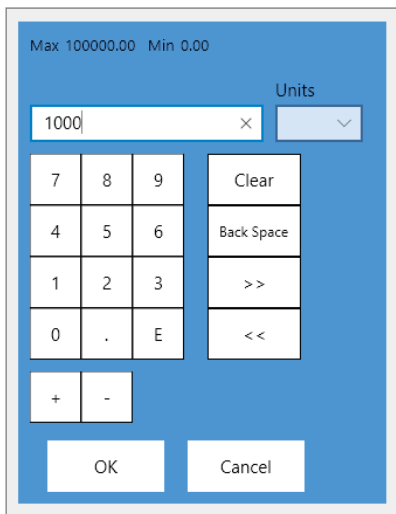 Max 100000.00 Min 0.00
Units
1000
7 8 9 Clear
4 5 6 Back Space
1 2 3 >>
0 . E <<
+ -
OK Cancel